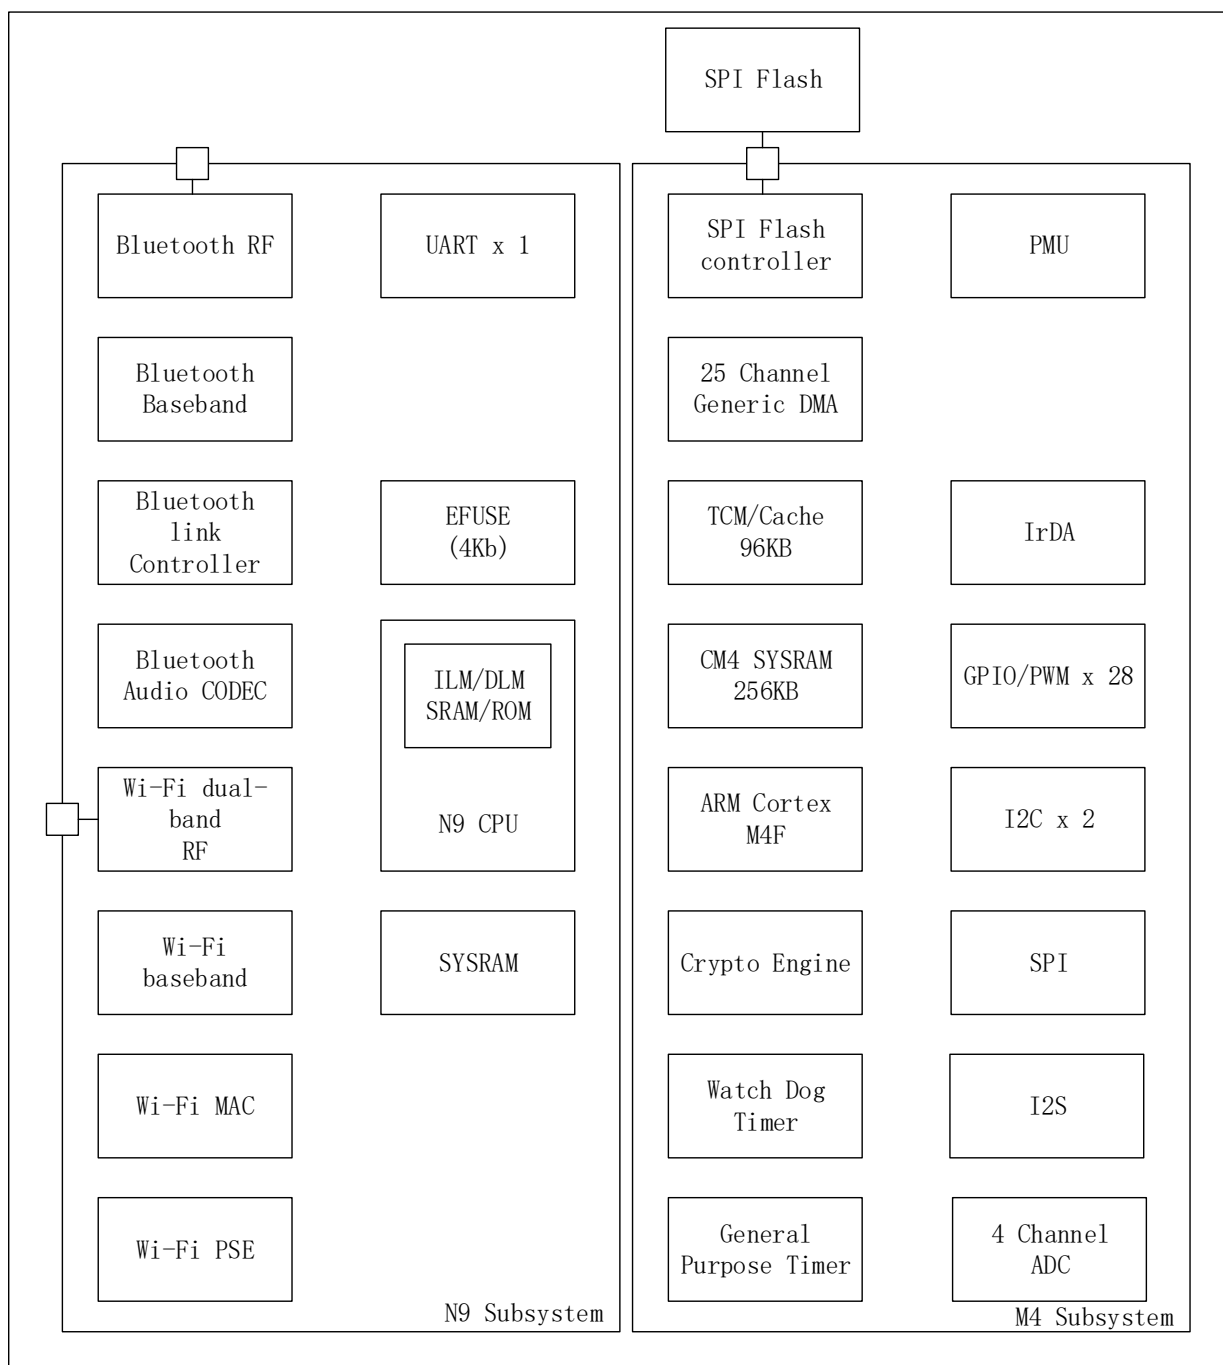 SPI Flash
Bluetooth RF
UART x 1
Bluetooth
Baseband
Bluetooth
link
Controller
EFUSE
(4Kb)
Bluetooth
Audio CODEC
ILM/DLM
SRAM/ROM
Wi-Fi dual-
band
RF
N9 CPU
Wi-Fi
baseband
SYSRAM
Wi-Fi MAC
Wi-Fi PSE
N9 Subsystem
SPI Flash
controller
PMU
25 Channel
Generic DMA
TCM/Cache
96KB
IrDA
CM4 SYSRAM
256KB
GPIO/PWM x 28
ARM Cortex
M4F
I2C x 2
Crypto Engine
SPI
Watch Dog
Timer
I2S
General
Purpose Timer
4 Channel
ADC
M4 Subsystem